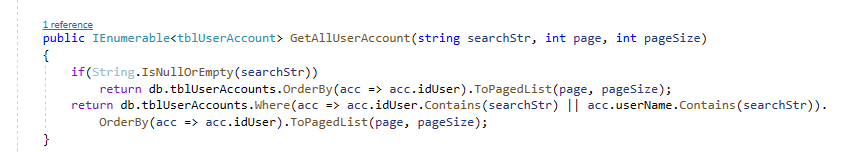 1 reference
public IEnumerable<tblUserAccount> GetAllUserAccount(string searchStr, int page, int pageSize)
{
if(String.IsNullOrEmpty(searchStr))
return db.tblUserAccounts.OrderBy(acc => acc.idUser).ToPagedList(page, pageSize);
return db.tblUserAccounts.Where(acc => acc.idUser.Contains(searchStr) || acc.userName.Contains(searchStr)).
OrderBy(acc => acc.idUser).ToPagedList(page, pageSize);
}